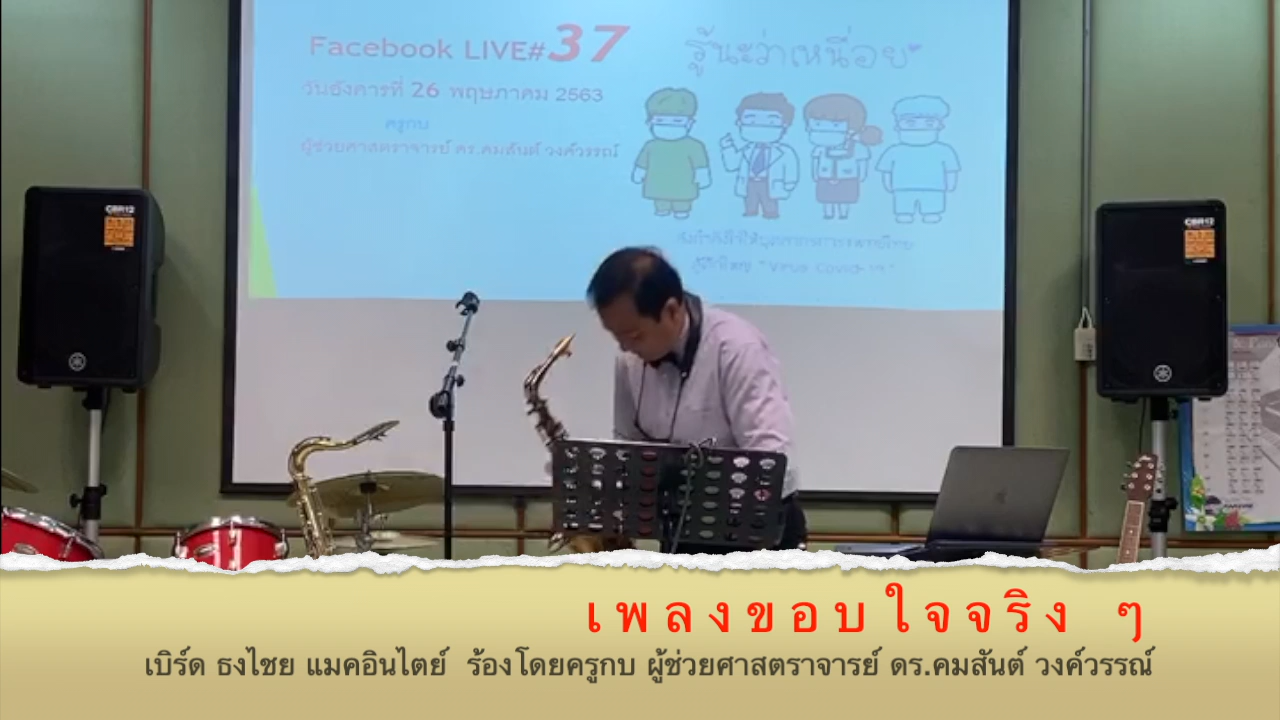 Facebook LIVE#37
รู้นะว่าเหนื่อย
วันอังคารที่ 26 พฤษภาคม 2563
ครูกบ
ผู้ช่วยศาสตราจารย์ ดร.คมสันต์ วงค์วรรณ์
"Virus Covid-19"
CBR12
CBR12
เพลงขอบใจจริง ๆ
เบิร์ด ธงไชย แมคอินไตย์ ร้องโดยครูกบ ผู้ช่วยศาสตราจารย์ ดร.คมสันต์ วงค์วรรณ์